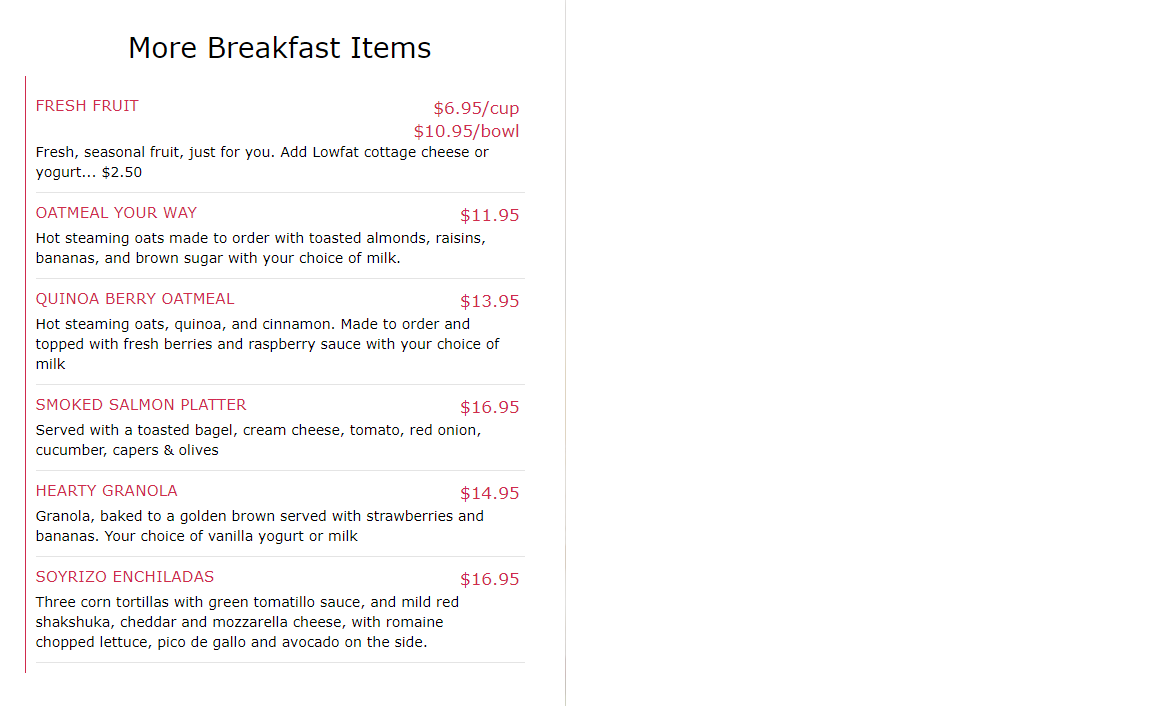 More Breakfast Items
FRESH FRUIT
$6.95/cup
$10.95/bowl
Fresh, seasonal fruit, just for you. Add Lowfat cottage cheese or
yogurt... $2.50
OATMEAL YOUR WAY
$11.95
Hot steaming oats made to order with toasted almonds, raisins,
bananas, and brown sugar with your choice of milk.
QUINOA BERRY OATMEAL
$13.95
Hot steaming oats, quinoa, and cinnamon. Made to order and
topped with fresh berries and raspberry sauce with your choice of
milk
SMOKED SALMON PLATTER
$16.95
Served with a toasted bagel, cream cheese, tomato, red onion,
cucumber, capers & olives
HEARTY GRANOLA
$14.95
Granola, baked to a golden brown served with strawberries and
bananas. Your choice of vanilla yogurt or milk
SOYRIZO ENCHILADAS
$16.95
Three corn tortillas with green tomatillo sauce, and mild red
shakshuka, cheddar and mozzarella cheese, with romaine
chopped lettuce, pico de gallo and avocado on the side.